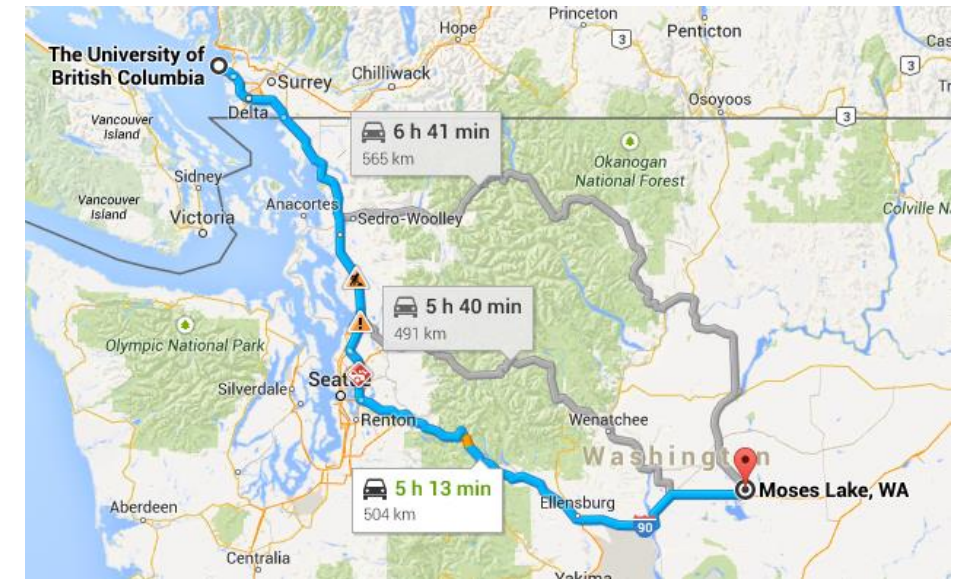 Princeton
Hope
3
Penticton
The University of
British Columbia
Surrey
Chilliwack
3
Delta
Osoyoos
Vancouver
Island
3
6 h 41 min
565 km
Okanogan
National Forest
Sidney
Vancouver
Island
Victoria
Anacortes
Sedro-Woolley
Colville
5 h 40 min
491 km
Olympic National Park
Silverdale
Seattle
Renton
Wenatchee
Washington
5 h 13 min
504 km
Moses Lake, WA
Ellensburg
90
Aberdeen
Centralia
Yakima